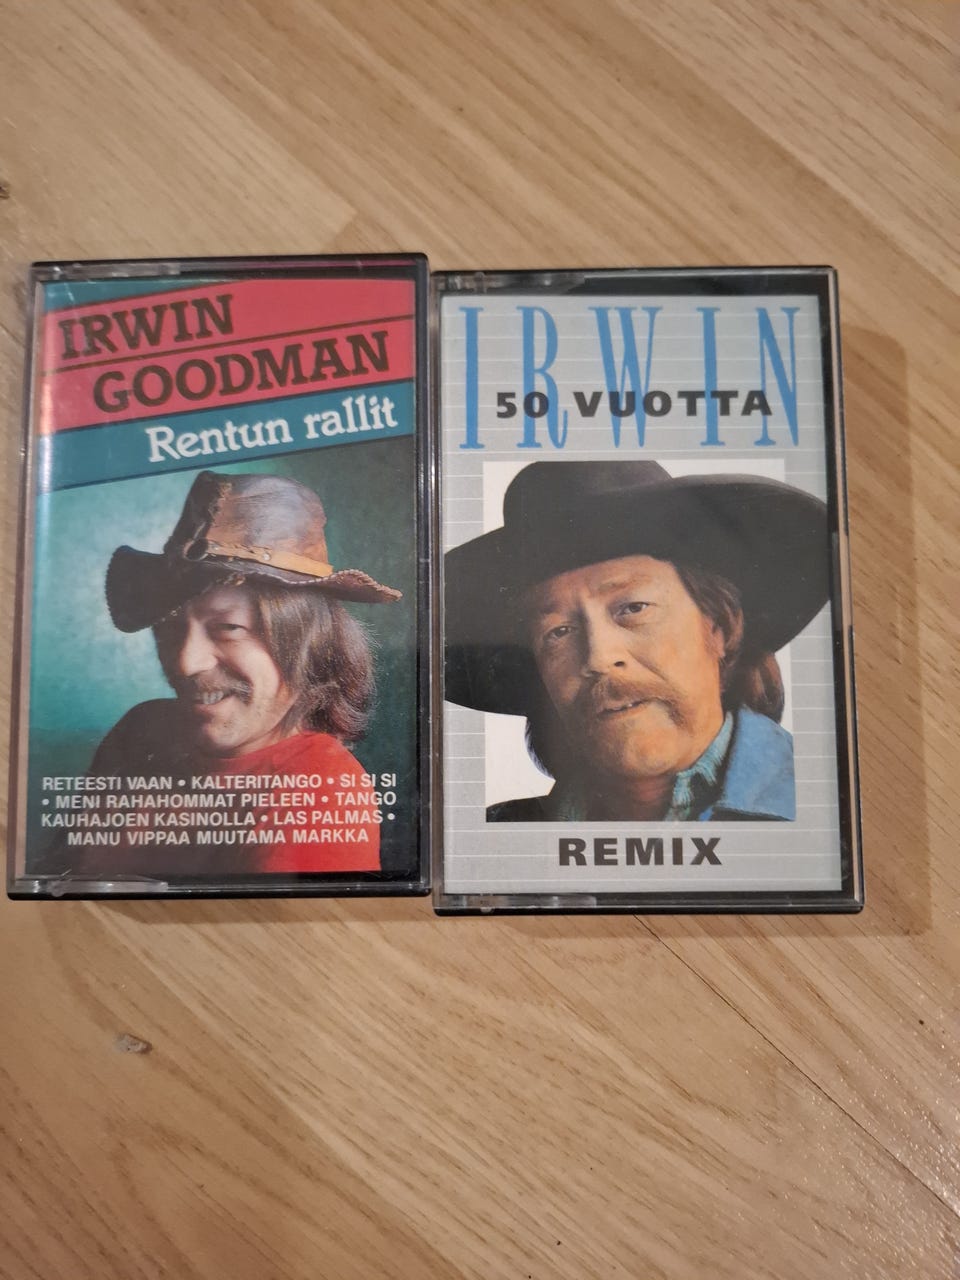 IRWIN
GOODMAN
Rentun rallit
RETEESTI VAAN • KALTERITANGO • SI SI SI
• MENI RAHAHOMMAT PIELEEN • TANGO
KAUHAJOEN KASINOLLA • LAS PALMAS •
MANU VIPPAA MUUTAMA MARKKA
IRWIN
50 VUOTTA
REMIX